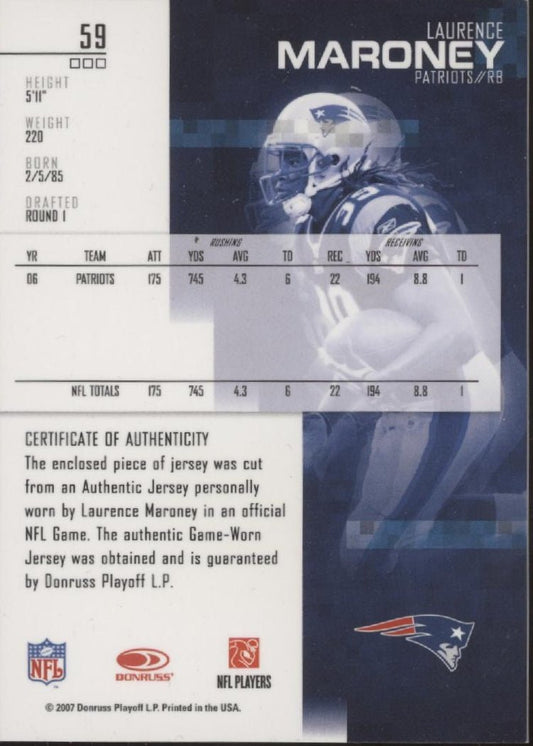 59
LAURENCE
MARONEY
PATRIOTS//RB
HEIGHT
5'11"
WEIGHT
220
BORN
2/5/85
DRAFTED
ROUND 1
RUSHING RECEIVING
YR TEAM ATT YDS AVG TD REC YDS AVG TD
06 PATRIOTS 175 745 4.3 6 22 194 8.8 1
NFL TOTALS 175 745 4.3 6 22 194 8.8 1
CERTIFICATE OF AUTHENTICITY
The enclosed piece of jersey was cut
from an Authentic Jersey personally
worn by Laurence Maroney in an official
NFL Game. The authentic Game-Worn
Jersey was obtained and is guaranteed
by Donruss Playoff L.P.
NFL
DONRUSS
NFL PLAYERS
© 2007 Donruss Playoff L.P. Printed in the USA.